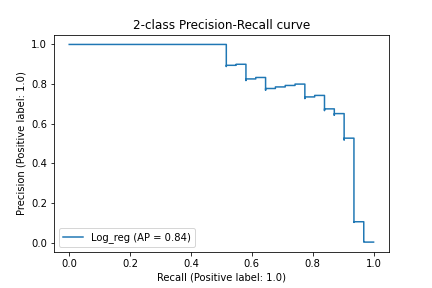 2-class Precision-Recall curve
Precision (Positive label: 1.0)
1.0
0.8
0.6
0.4
0.2
0.0
Log_reg (AP = 0.84)
0.0 0.2 0.4 0.6 0.8 1.0
Recall (Positive label: 1.0)